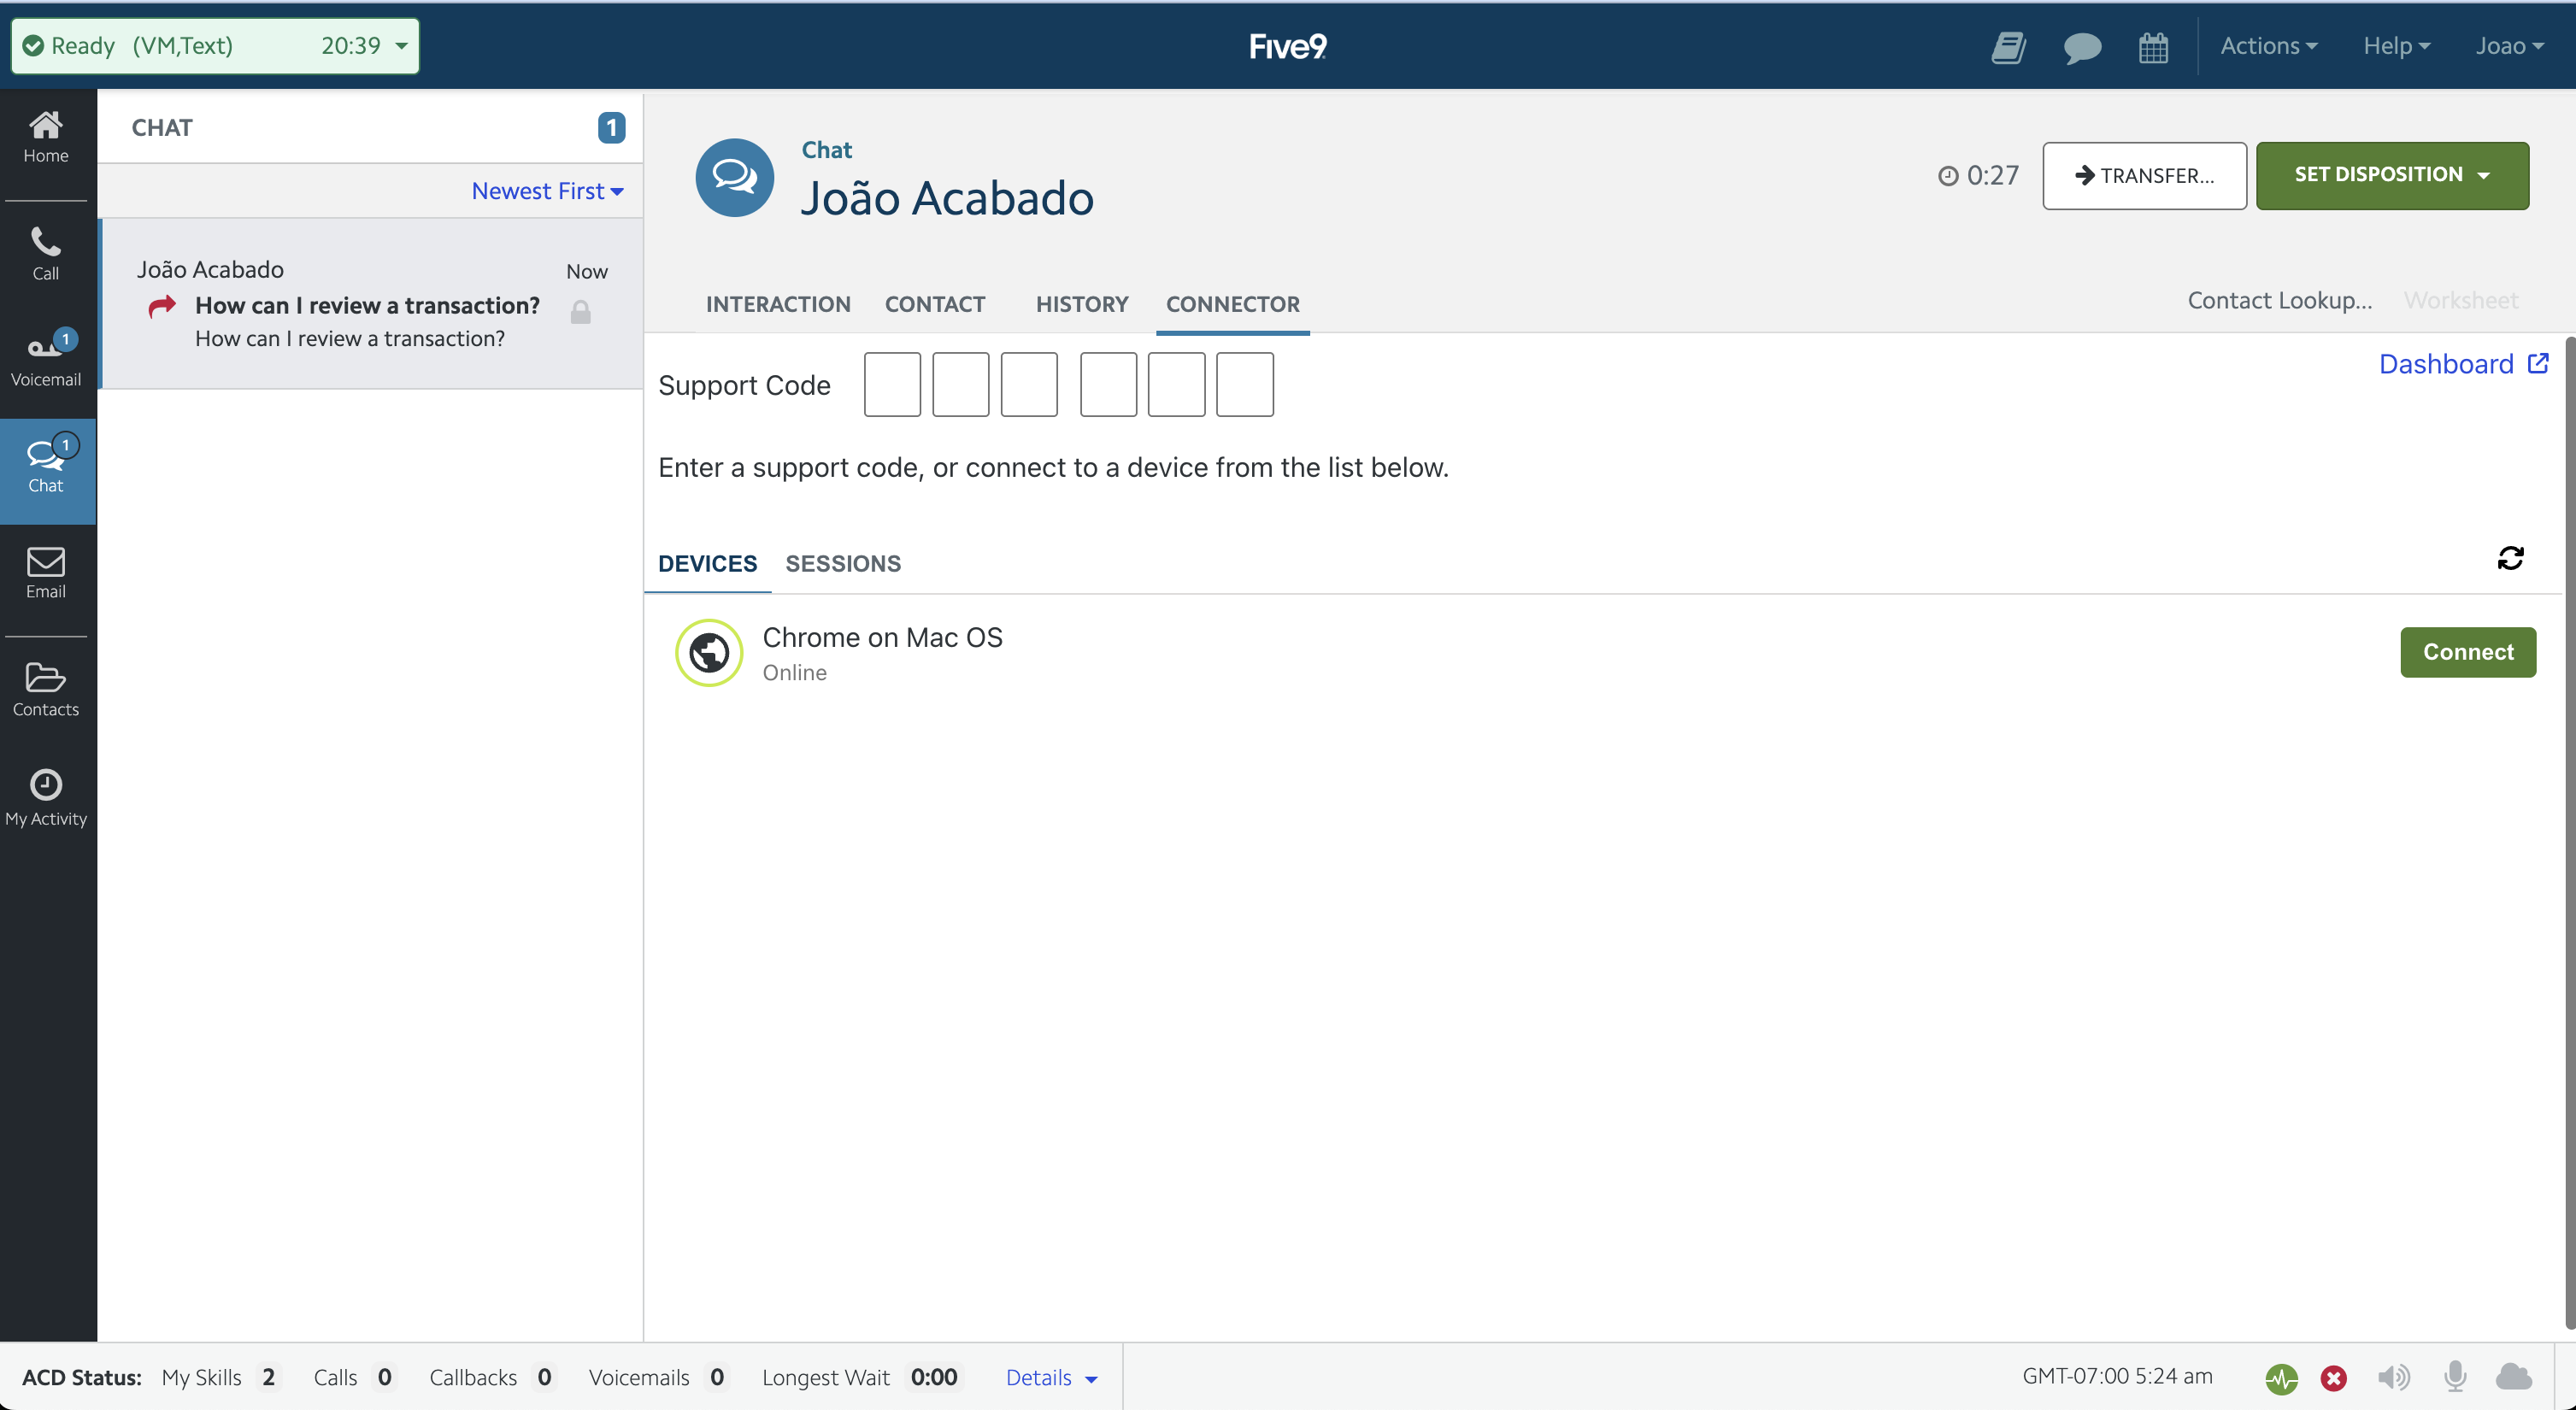 Ready (VM,Text) 20:39
Five9
Actions Help Joao
Home
Call
1
Voicemail
1
Chat
Email
Contacts
My Activity
CHAT 1
Newest First
João Acabado Now
How can I review a transaction?
How can I review a transaction?
Chat
João Acabado
0:27 TRANSFER... SET DISPOSITION
INTERACTION CONTACT HISTORY CONNECTOR Contact Lookup... Worksheet
Support Code Dashboard
Enter a support code, or connect to a device from the list below.
DEVICES SESSIONS
Chrome on Mac OS
Online
Connect
ACD Status: My Skills 2 Calls 0 Callbacks 0 Voicemails 0 Longest Wait 0:00 Details GMT-07:00 5:24 am